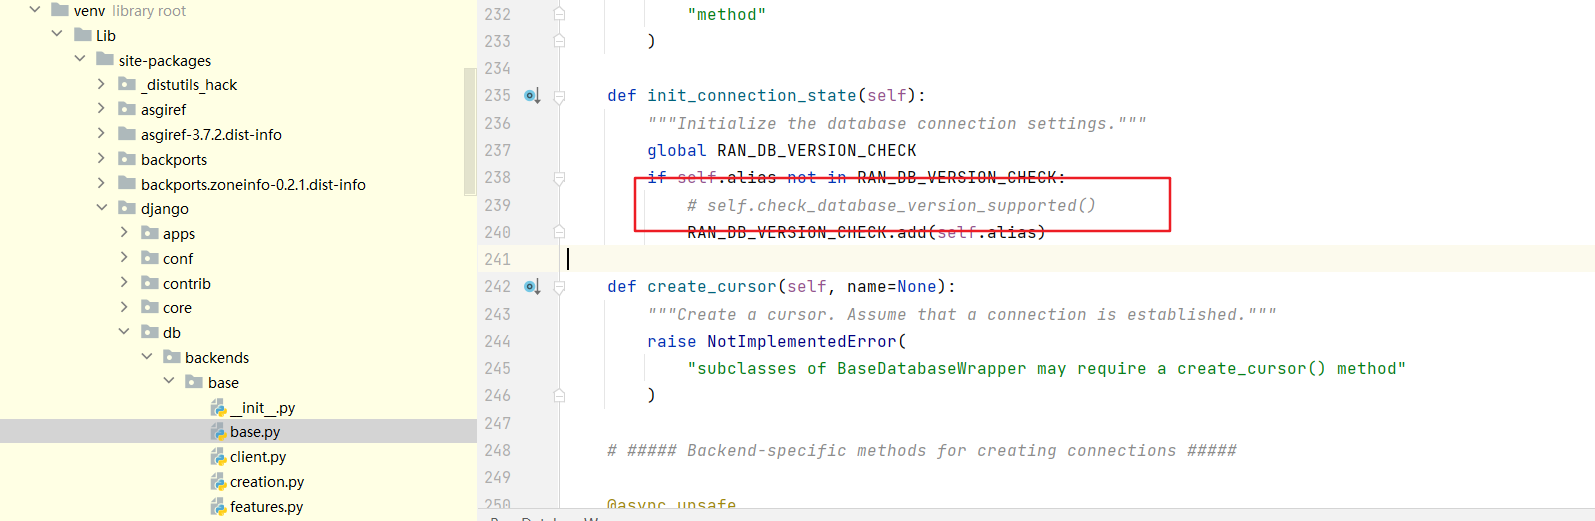 venv library root
Lib
site-packages
_distutils_hack
asgiref
asgiref-3.7.2.dist-info
backports
backports.zoneinfo-0.2.1.dist-info
django
apps
conf
contrib
core
db
backends
base
__init__.py
base.py
client.py
creation.py
features.py
232 "method"
233 )
234
235 def init_connection_state(self):
236 """Initialize the database connection settings."""
237 global RAN_DB_VERSION_CHECK
238 if self.alias not in RAN_DB_VERSION_CHECK:
239 # self.check_database_version_supported()
240 RAN_DB_VERSION_CHECK.add(self.alias)
241
242 def create_cursor(self, name=None):
243 """Create a cursor. Assume that a connection is established."""
244 raise NotImplementedError(
245 "subclasses of BaseDatabaseWrapper may require a create_cursor() method"
246 )
247
248 # ##### Backend-specific methods for creating connections #####
249
250 @async_unsafe